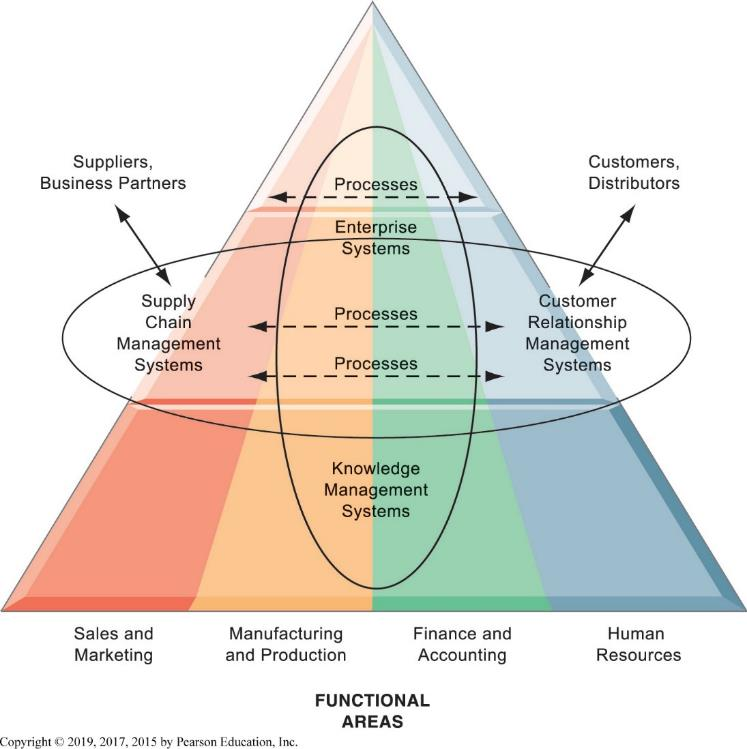 Suppliers,
Business Partners
Customers,
Distributors
Processes
Enterprise
Systems
Supply
Chain
Management
Systems
Processes
Processes
Customer
Relationship
Management
Systems
Knowledge
Management
Systems
Sales and
Marketing
Manufacturing
and Production
Finance and
Accounting
Human
Resources
FUNCTIONAL
AREAS
Copyright © 2019, 2017, 2015 by Pearson Education, Inc.